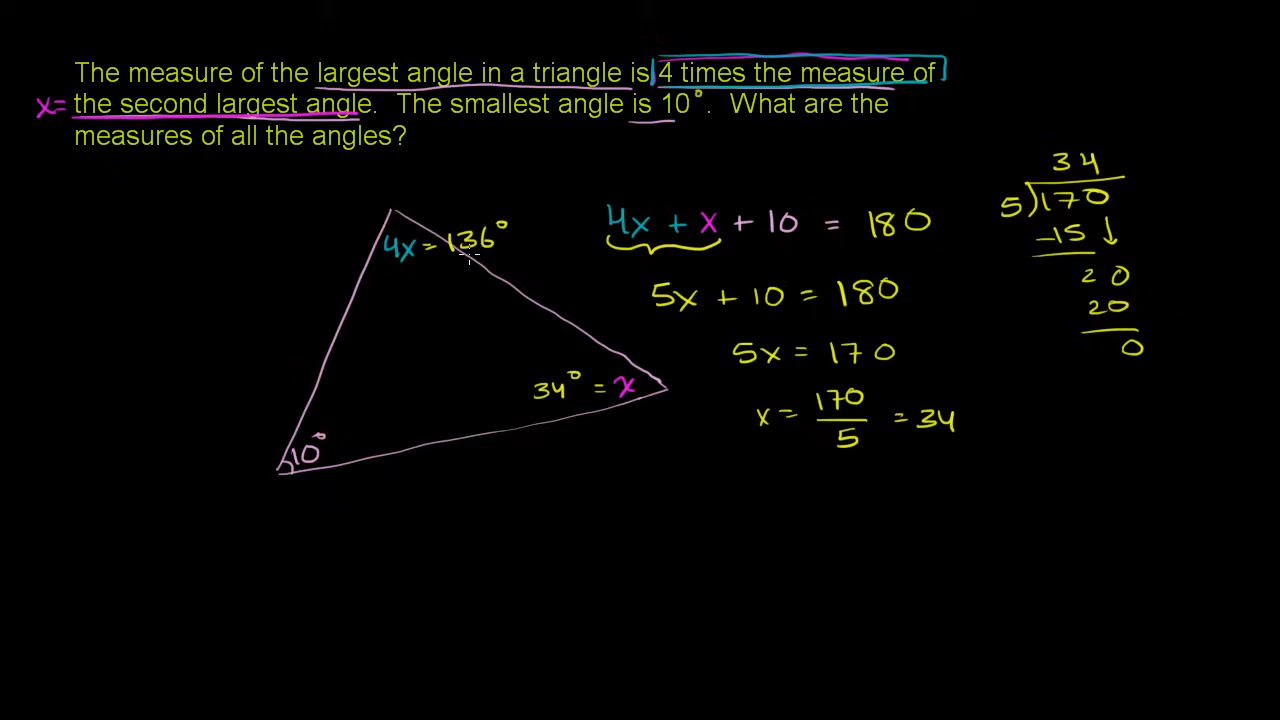 The measure of the largest angle in a triangle is 4 times the measure of
x= the second largest angle. The smallest angle is 10°. What are the
measures of all the angles?
4x = 136°
34° = x
10°
4x + x + 10 = 180
5x + 10 = 180
5x = 170
x = 170/5 = 34
34
5)170
-15↓
20
20
0